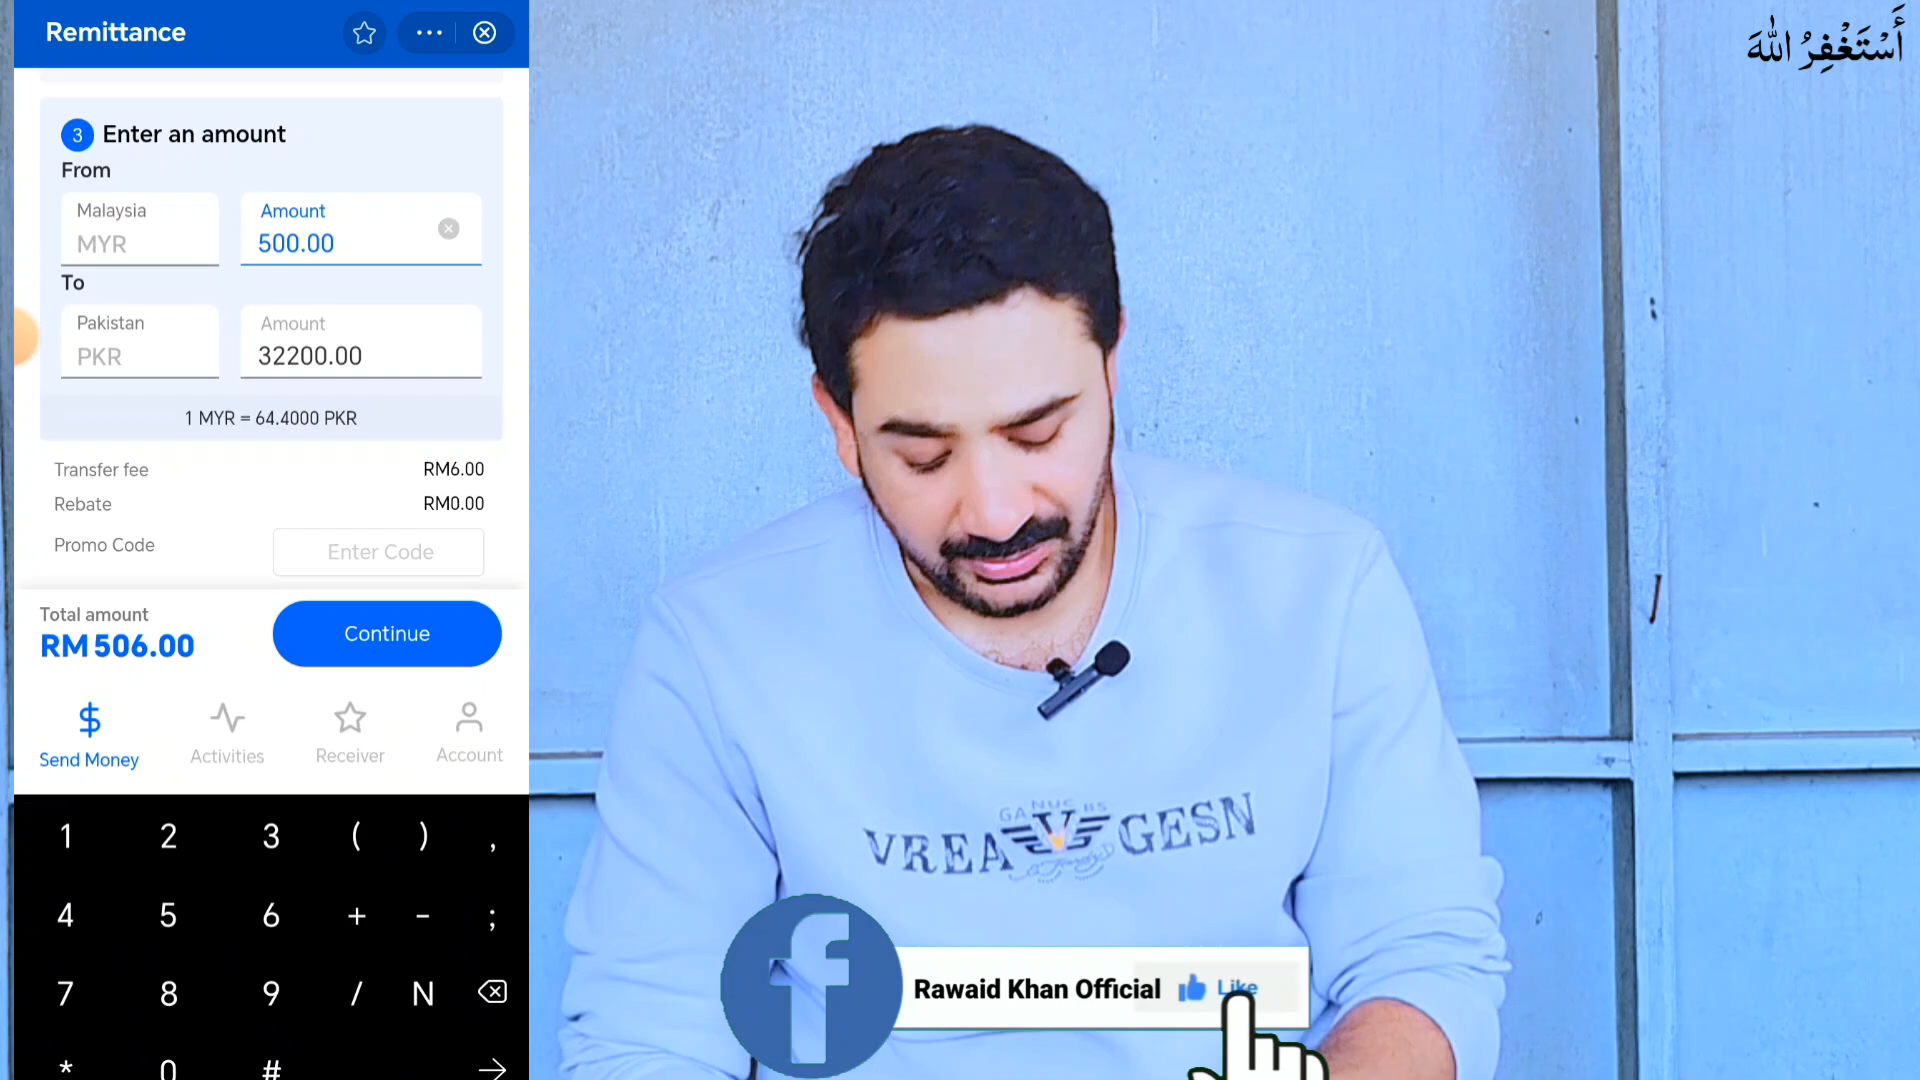 Remittance
3 Enter an amount
From
Malaysia
MYR
Amount
500.00
To
Pakistan
PKR
Amount
32200.00
1 MYR = 64.4000 PKR
Transfer fee RM6.00
Rebate RM0.00
Promo Code Enter Code
Total amount
RM 506.00
Continue
Send Money Activities Receiver Account
1 2 3 ( ) ,
4 5 6 + - ;
7 8 9 / N
* 0 #
أَسْتَغْفِرُ اللهَ
VREA V GESN
f Rawaid Khan Official Like